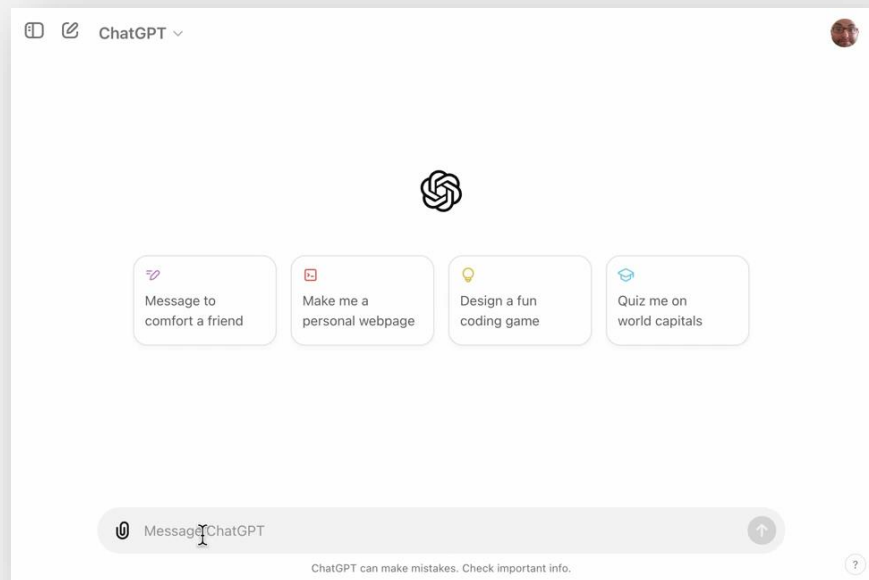 ChatGPT
Message to
comfort a friend
Make me a
personal webpage
Design a fun
coding game
Quiz me on
world capitals
Message ChatGPT
ChatGPT can make mistakes. Check important info.
?